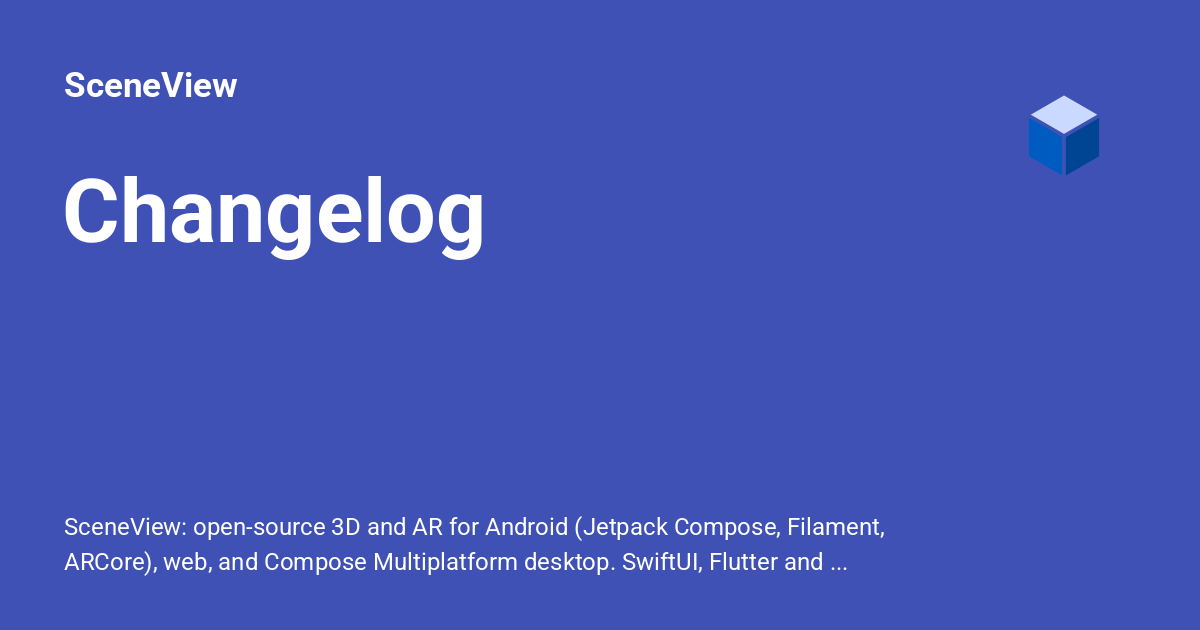 SceneView
Changelog
SceneView: open-source 3D and AR for Android (Jetpack Compose, Filament,
ARCore), web, and Compose Multiplatform desktop. SwiftUI, Flutter and ...